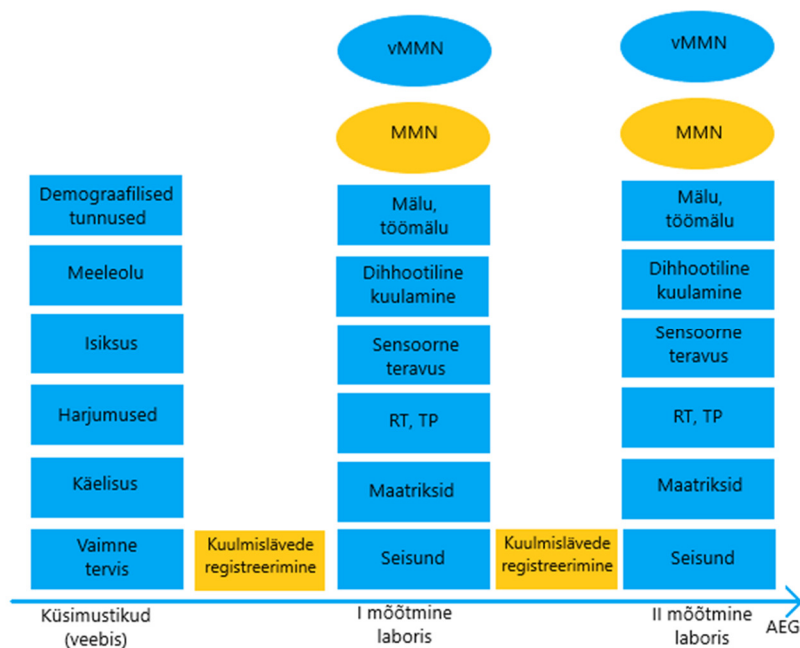 vMMN
MMN
Demograafilised
tunnused
Meeleolu
Isiksus
Harjumused
Käelisus
Vaimne
tervis
Kuulmislävede
registreerimine
Mälu,
töömälu
Dihhootiline
kuulamine
Sensoorne
teravus
RT, TP
Maatriksid
Seisund
Kuulmislävede
registreerimine
vMMN
MMN
Mälu,
töömälu
Dihhootiline
kuulamine
Sensoorne
teravus
RT, TP
Maatriksid
Seisund
Küsimustikud
(veebis)
I mõõtmine
laboris
II mõõtmine
laboris
AEG